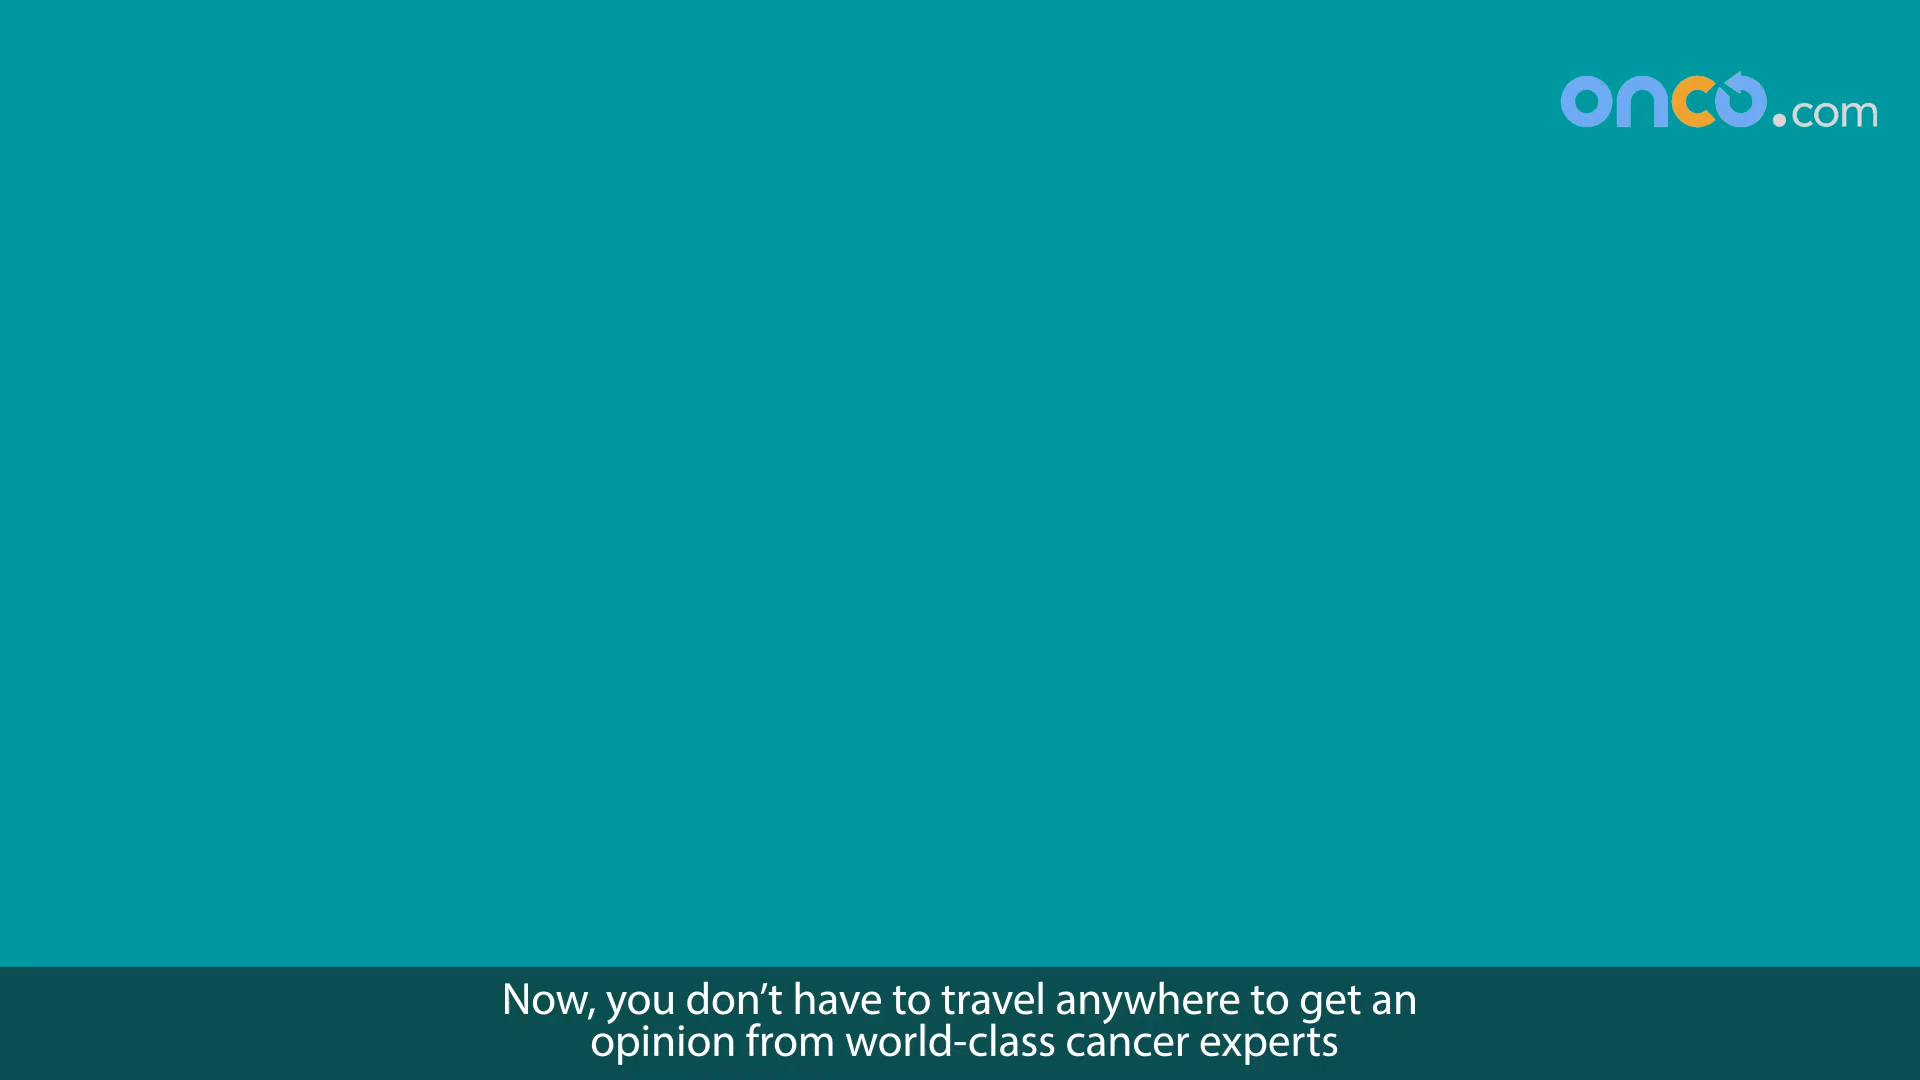 onco.com
Now, you don’t have to travel anywhere to get an
opinion from world-class cancer experts